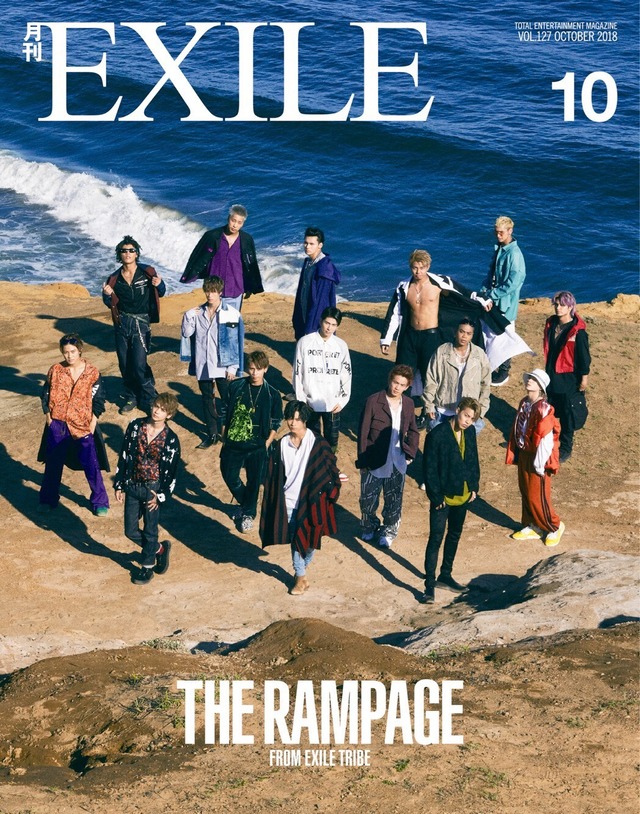 月刊 EXILE
TOTAL ENTERTAINMENT MAGAZINE
VOL.127 OCTOBER 2018
10
THE RAMPAGE
FROM EXILE TRIBE